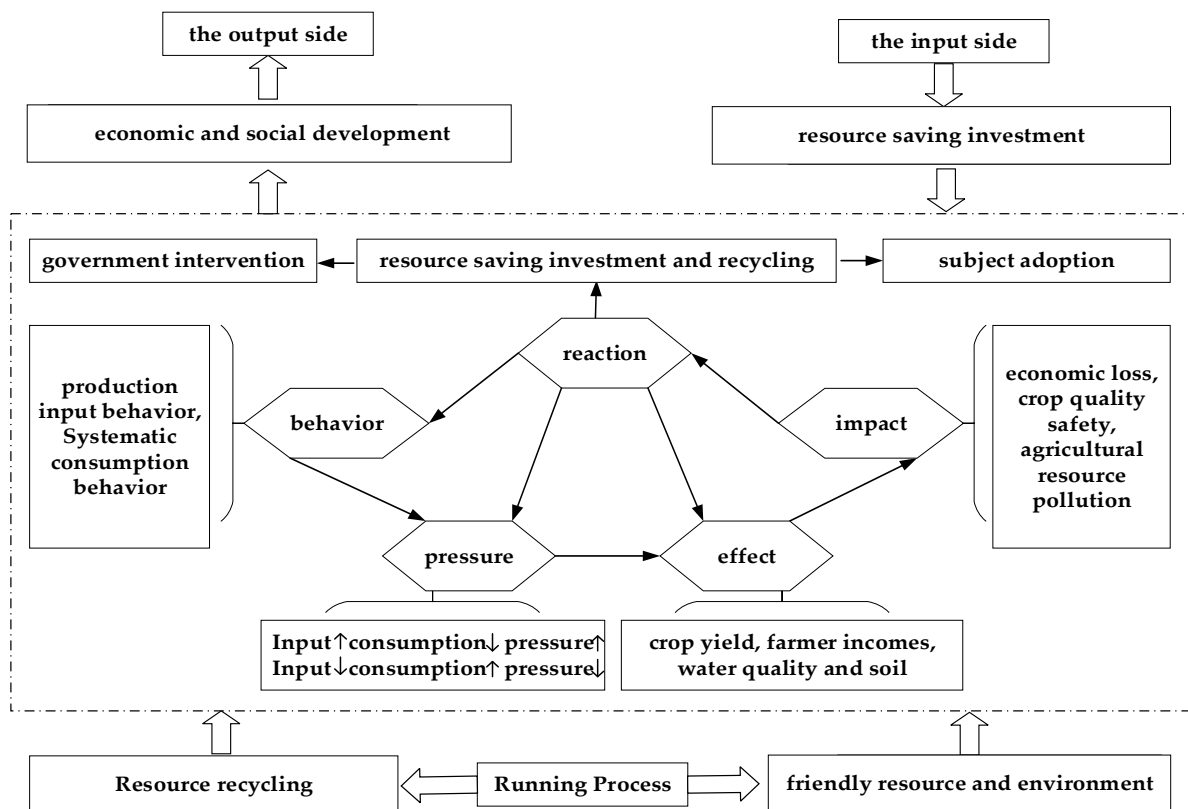 the output side
the input side
economic and social development
resource saving investment
government intervention
resource saving investment and recycling
subject adoption
reaction
production
input behavior,
Systematic
consumption
behavior
behavior
impact
economic loss,
crop quality
safety,
agricultural
resource
pollution
pressure
effect
Input↑consumption↓ pressure↑
Input↓consumption↑ pressure↓
crop yield, farmer incomes,
water quality and soil
Resource recycling
Running Process
friendly resource and environment